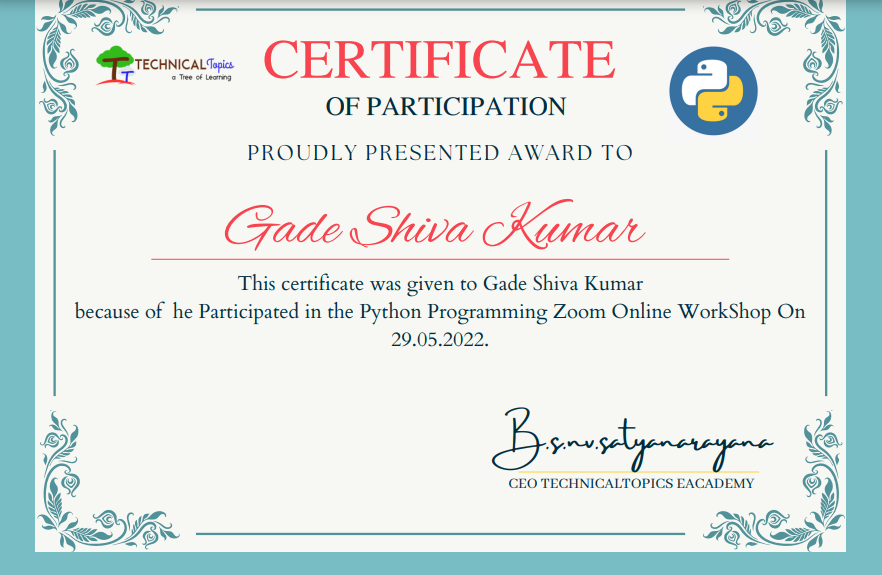 TECHNICAL Topics
a Tree of Learning
CERTIFICATE
OF PARTICIPATION
PROUDLY PRESENTED AWARD TO
Gade Shiva Kumar
This certificate was given to Gade Shiva Kumar
because of he Participated in the Python Programming Zoom Online WorkShop On
29.05.2022.
B.s.nv.satyanarayana
CEO TECHNICALTOPICS EACADEMY